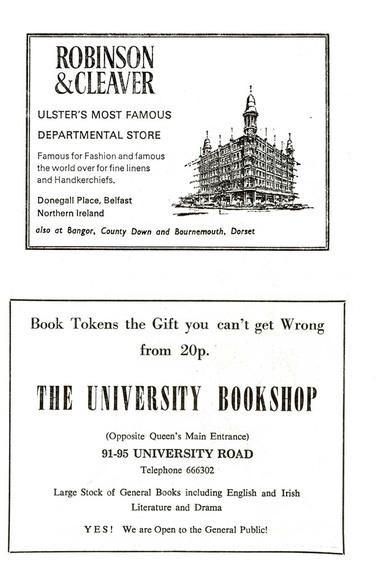 ROBINSON
& CLEAVER
ULSTER'S MOST FAMOUS
DEPARTMENTAL STORE
Famous for Fashion and famous
the world over for fine linens
and Handkerchiefs.
Donegall Place, Belfast
Northern Ireland
also at Bangor, County Down and Bournemouth, Dorset
Book Tokens the Gift you can't get Wrong
from 20p.
THE UNIVERSITY BOOKSHOP
(Opposite Queen's Main Entrance)
91-95 UNIVERSITY ROAD
Telephone 666302
Large Stock of General Books including English and Irish
Literature and Drama
YES! We are Open to the General Public!